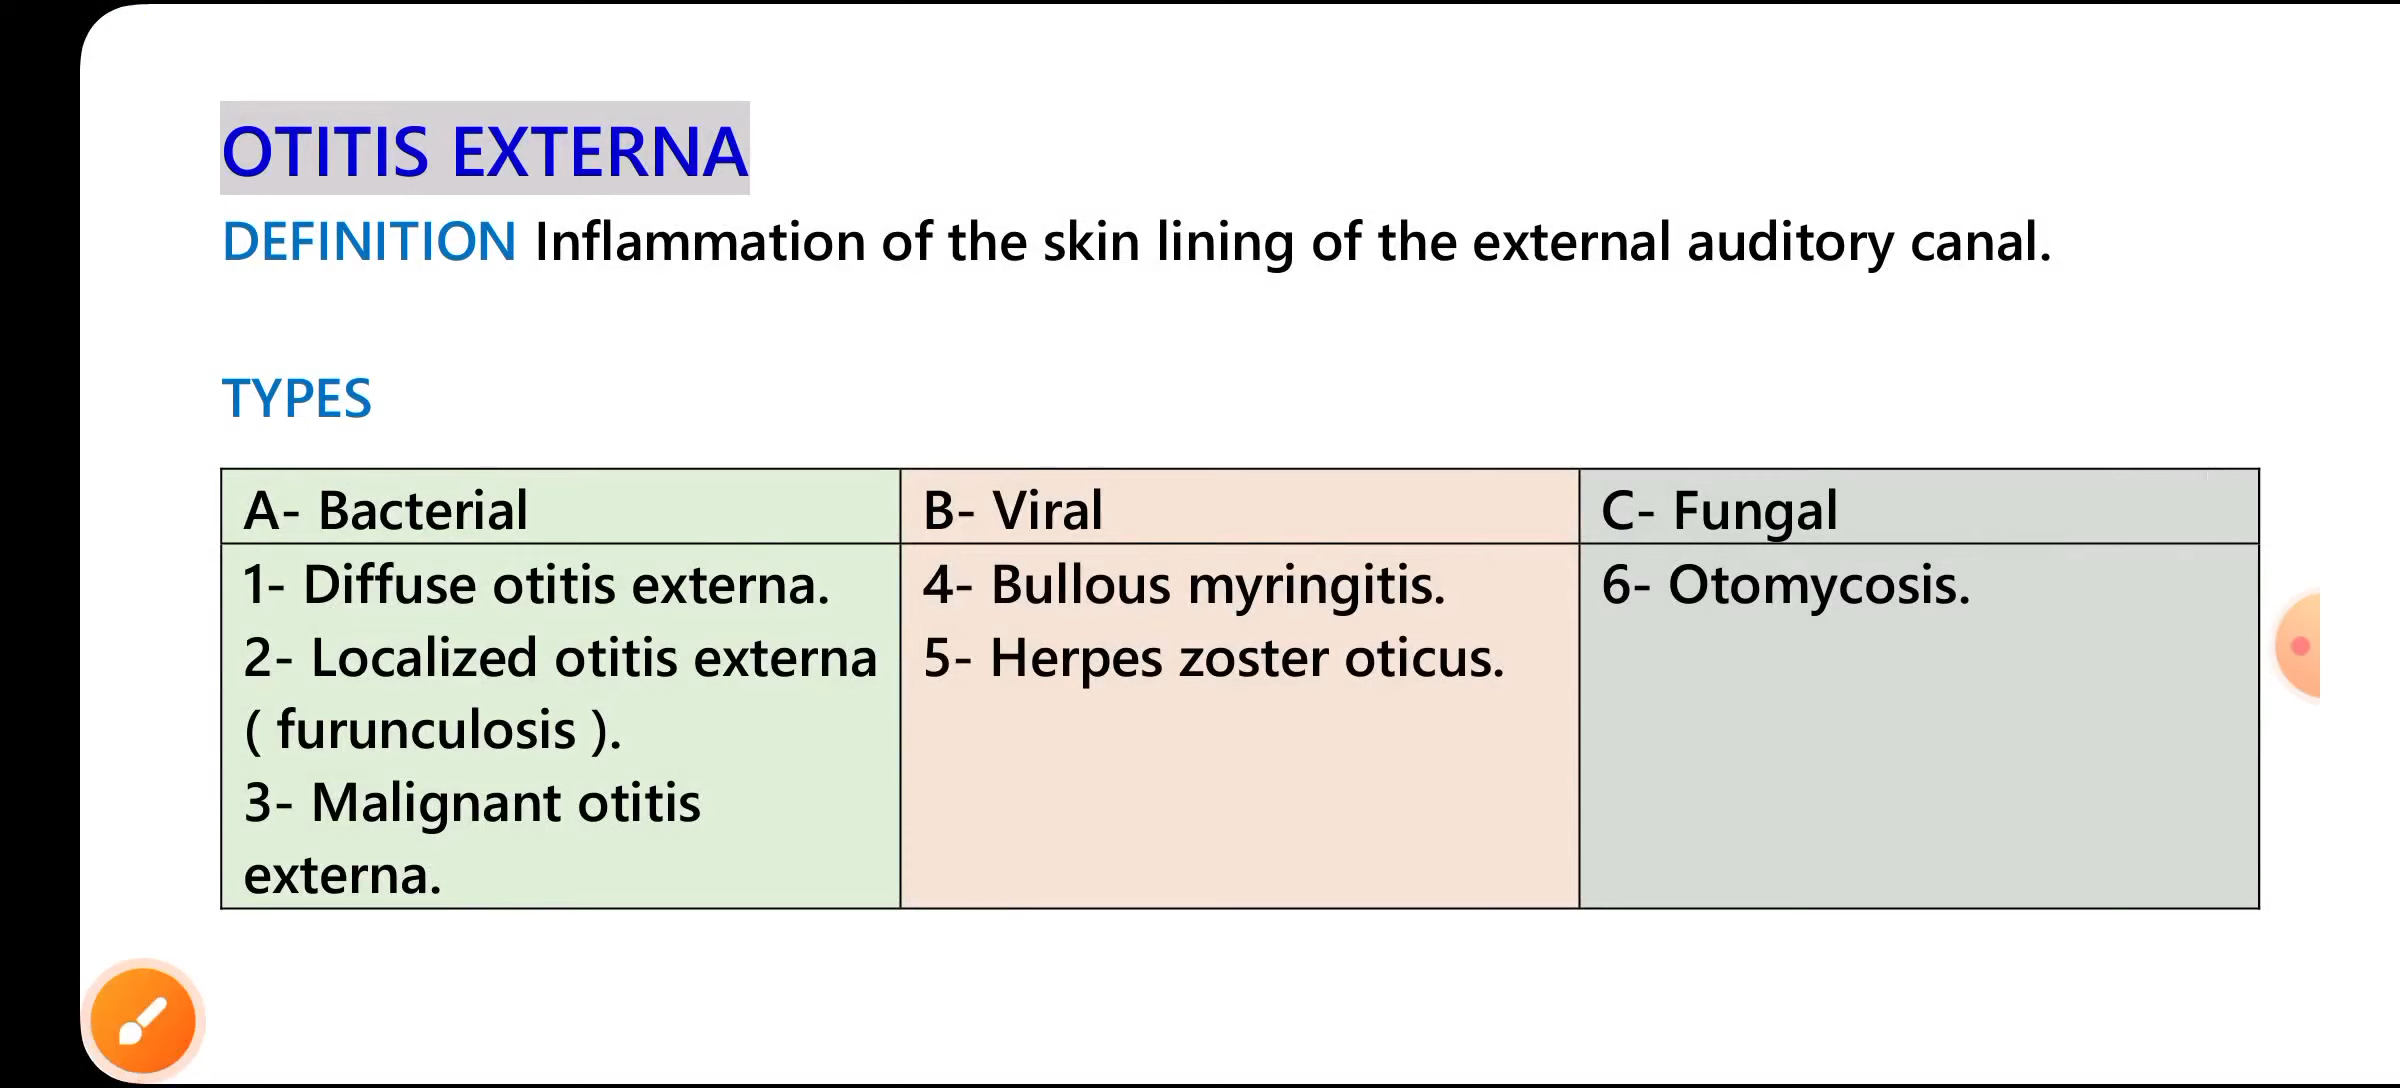 OTITIS EXTERNA
DEFINITION Inflammation of the skin lining of the external auditory canal.
TYPES
A- Bacterial
B- Viral
C- Fungal
1- Diffuse otitis externa.
2- Localized otitis externa
( furunculosis ).
3- Malignant otitis
externa.
4- Bullous myringitis.
5- Herpes zoster oticus.
6- Otomycosis.